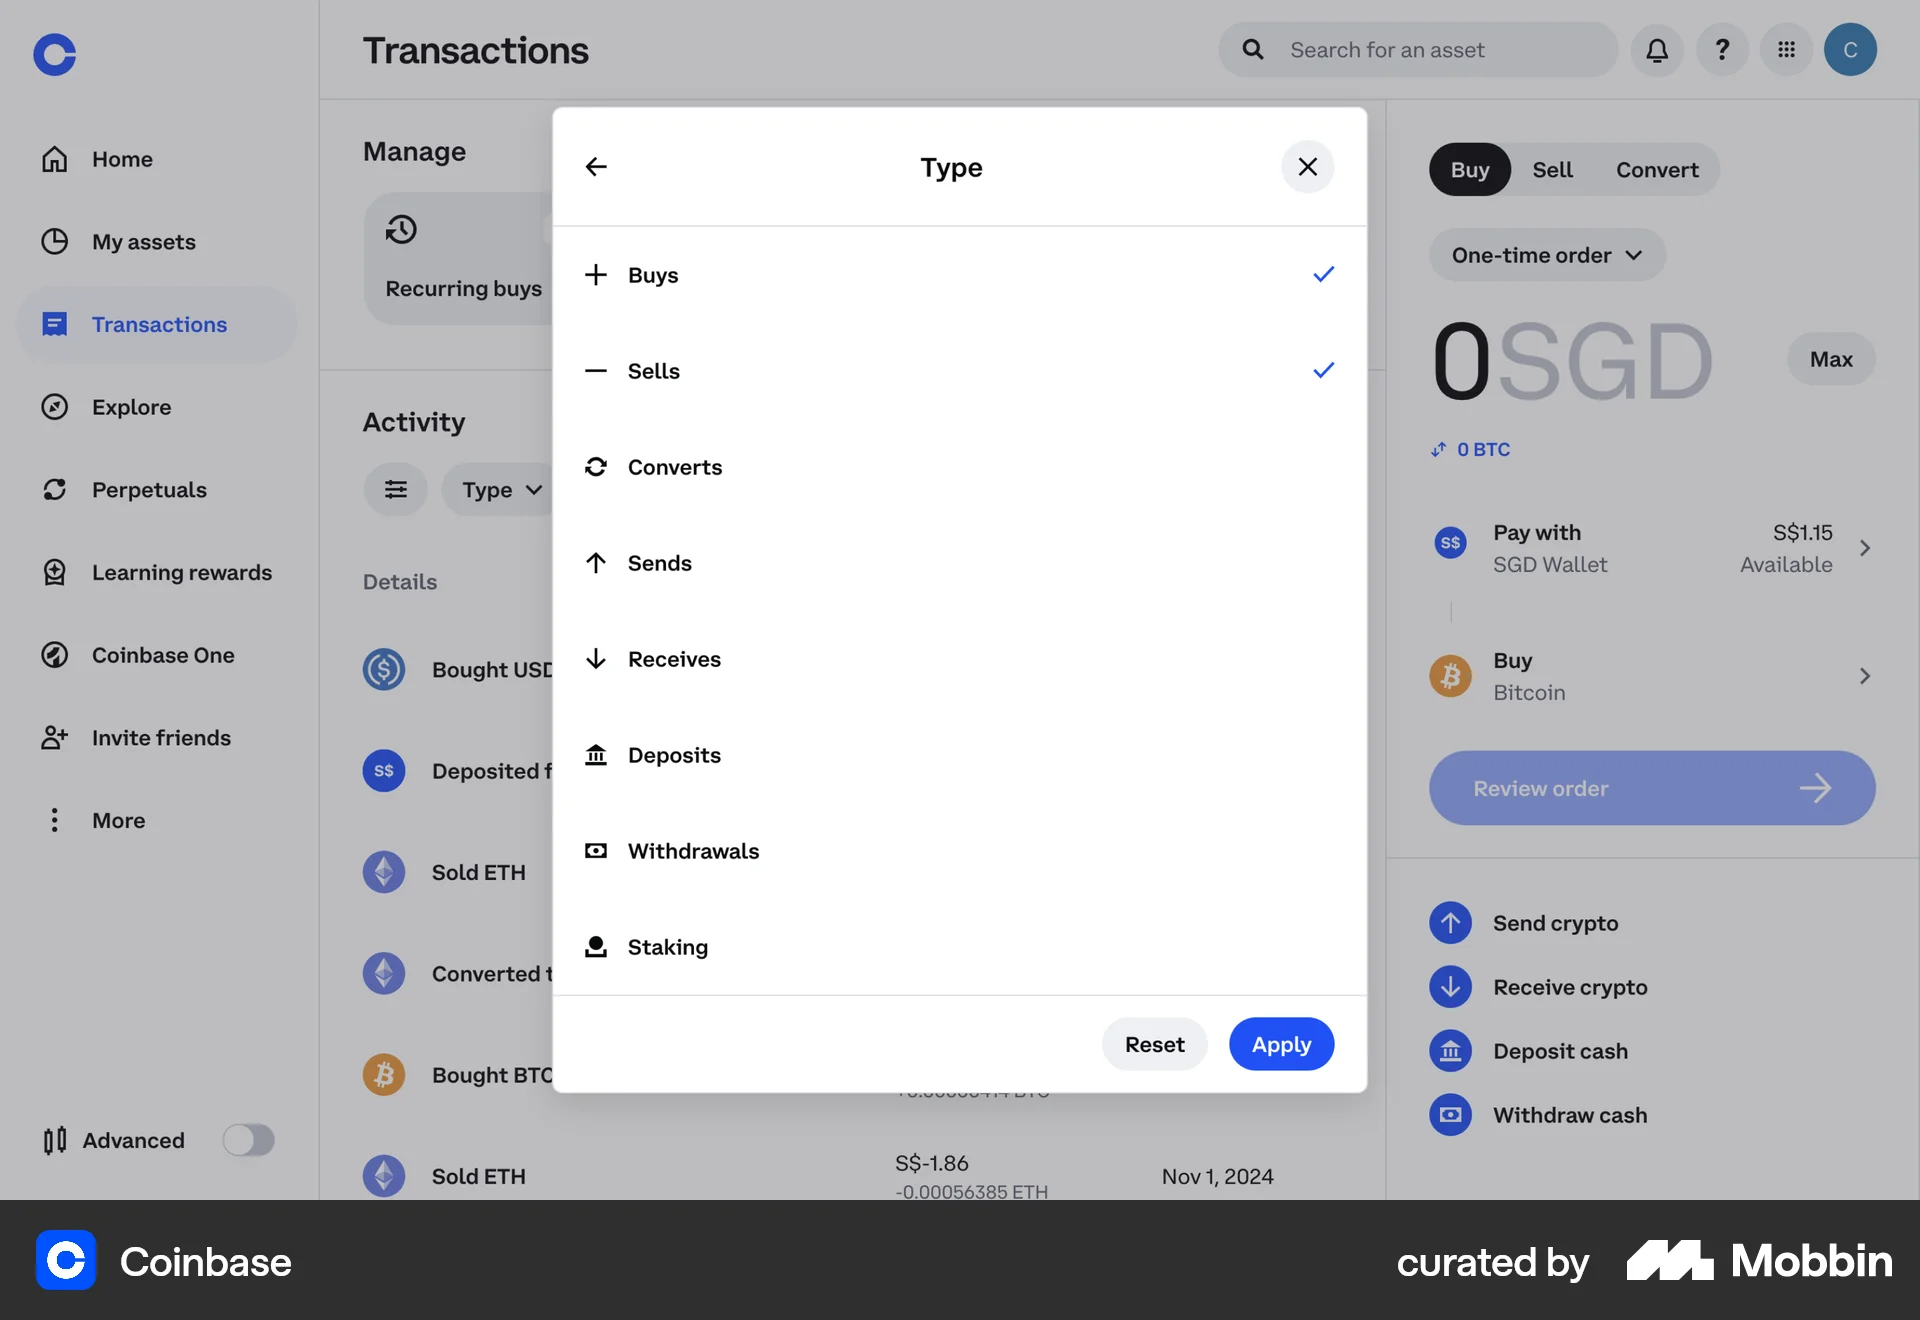 Transactions
Search for an asset
C
Home
My assets
Transactions
Explore
Perpetuals
Learning rewards
Coinbase One
Invite friends
More
Advanced
Manage
Recurring buys
Activity
Type
Details
Bought USD
S$
Deposited f
Sold ETH
Converted t
Bought BTC
Sold ETH
S$-1.86
-0.00056385 ETH
Nov 1, 2024
Type
Buys
Sells
Converts
Sends
Receives
Deposits
Withdrawals
Staking
Reset
Apply
Buy
Sell
Convert
One-time order
0SGD
Max
0 BTC
S$
Pay with
S$1.15
SGD Wallet
Available
Buy
Bitcoin
Review order
Send crypto
Receive crypto
Deposit cash
Withdraw cash
Coinbase
curated by
Mobbin